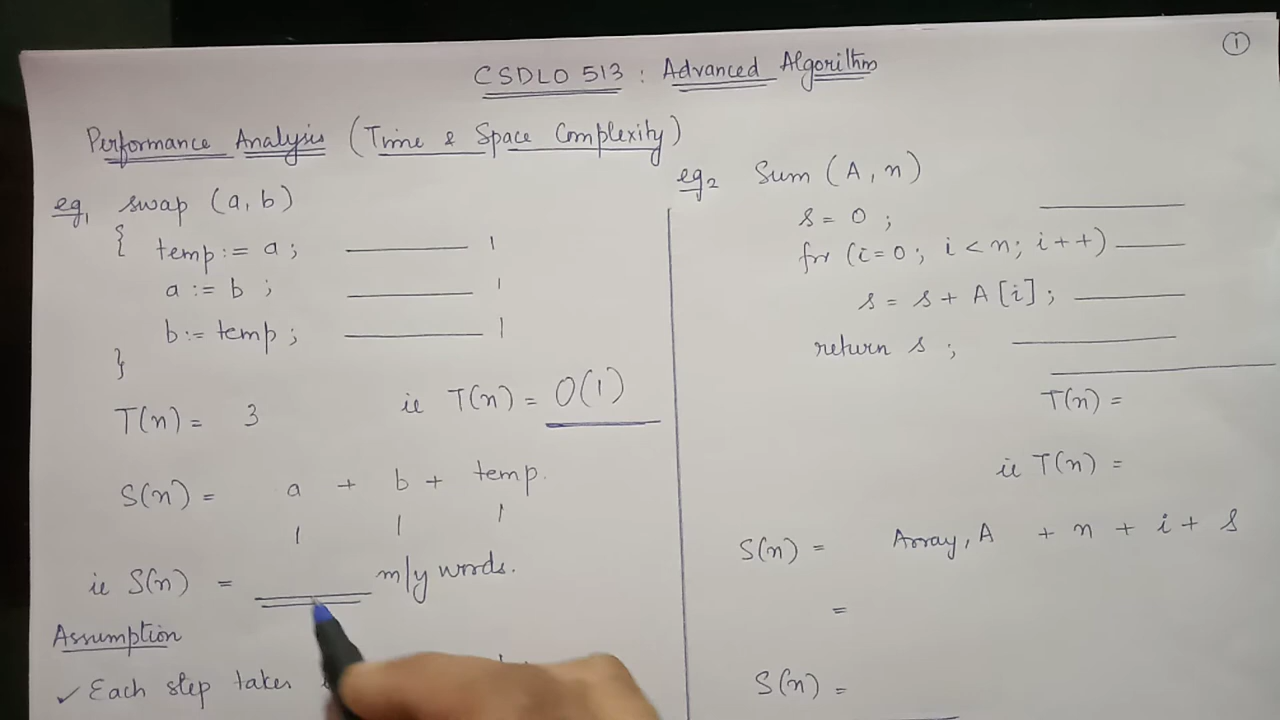 ①
CSDLO 513 : Advanced Algorithm
Performance Analysis (Time & Space Complexity)
eg1 swap (a, b)
{ temp := a ; 1
a := b ; 1
b := temp ; 1
}
T(n) = 3 ie T(n) = O(1)
S(n) = a + b + temp.
1 1 1
ie S(n) = m/y words.
Assumption
✓ Each step takes
eg2 Sum (A, n)
s = 0 ;
for (i = 0 ; i < n ; i++)
s = s + A[i] ;
return s ;
T(n) =
ie T(n) =
S(n) = Array, A + n + i + s
=
S(n) =